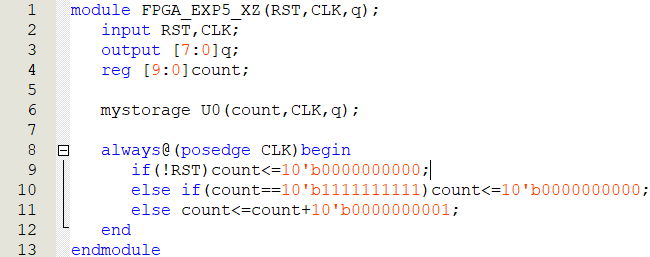 1 module FPGA_EXP5_XZ(RST,CLK,q);
2 input RST,CLK;
3 output [7:0]q;
4 reg [9:0]count;
5
6 mystorage U0(count,CLK,q);
7
8 always@(posedge CLK)begin
9 if(!RST)count<=10'b0000000000;
10 else if(count==10'b1111111111)count<=10'b0000000000;
11 else count<=count+10'b0000000001;
12 end
13 endmodule